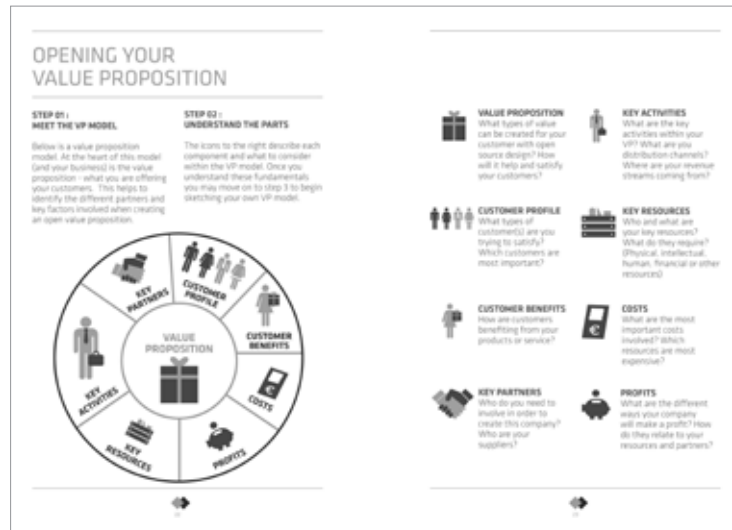 OPENING YOUR
VALUE PROPOSITION
STEP 01 :
MEET THE VP MODEL
Below is a value proposition
model. At the heart of this model
(and your business) is the value
proposition - what you are offering
your customers. This helps to
identify the different partners and
key factors involved when creating
an open value proposition.
STEP 02 :
UNDERSTAND THE PARTS
The icons to the right describe each
component and what to consider
within the VP model. Once you
understand these fundamentals
you may move on to step 3 to begin
sketching your own VP model.
KEY
PARTNERS
CUSTOMER
PROFILE
CUSTOMER
BENEFITS
COSTS
PROFITS
KEY
RESOURCES
KEY
ACTIVITIES
VALUE
PROPOSITION
€
VALUE PROPOSITION
What types of value
can be created for your
customer with open
source design? How
will it help and satisfy
your customers?
KEY ACTIVITIES
What are the key
activities within your
VP? What are you
distribution channels?
Where are your revenue
streams coming from?
CUSTOMER PROFILE
What types of
customer(s) are you
trying to satisfy?
Which customers are
most important?
KEY RESOURCES
Who and what are
your key resources?
What do they require?
(Physical, intellectual,
human, financial or other
resources)
CUSTOMER BENEFITS
How are customers
benefiting from your
products or service?
COSTS
What are the most
important costs
involved? Which
resources are most
expensive?
€
KEY PARTNERS
Who do you need to
involve in order to
create this company?
Who are your
suppliers?
PROFITS
What are the different
ways your company
will make a profit? How
do they relate to your
resources and partners?